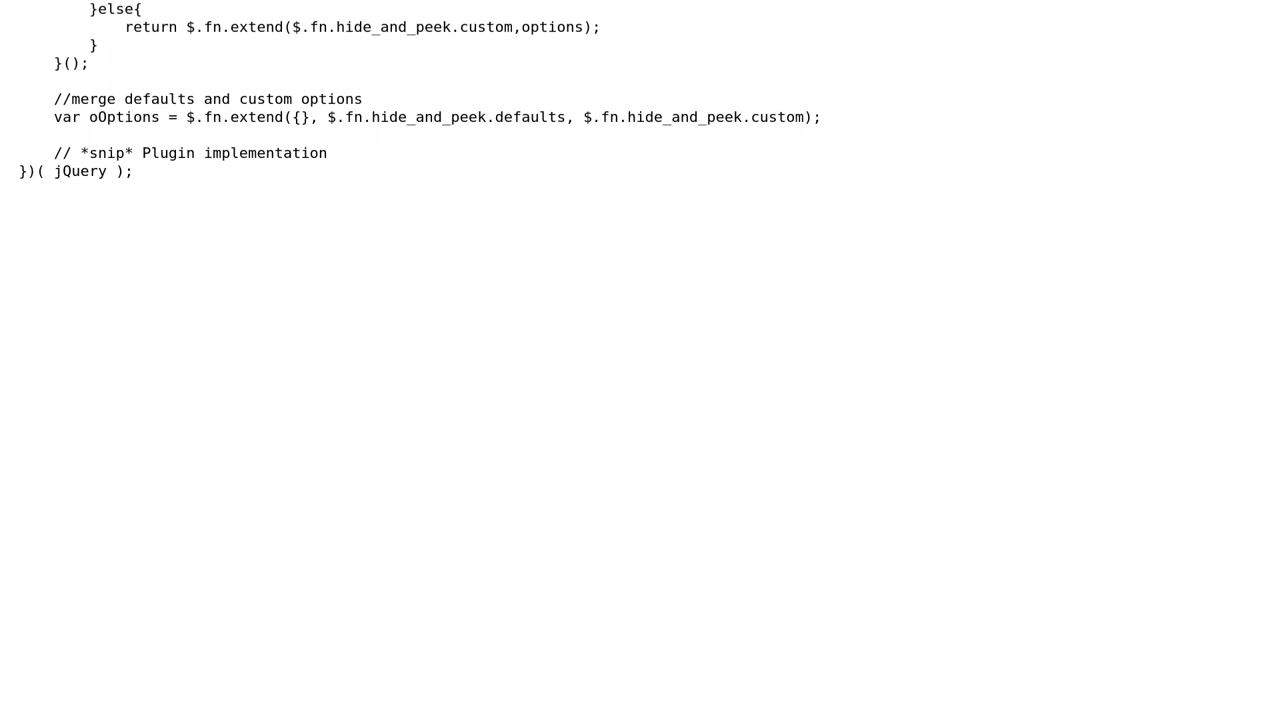 }else{
            return $.fn.extend($.fn.hide_and_peek.custom,options);
        }
    }();
    //merge defaults and custom options
    var oOptions = $.fn.extend({}, $.fn.hide_and_peek.defaults, $.fn.hide_and_peek.custom);
    // *snip* Plugin implementation
})( jQuery );